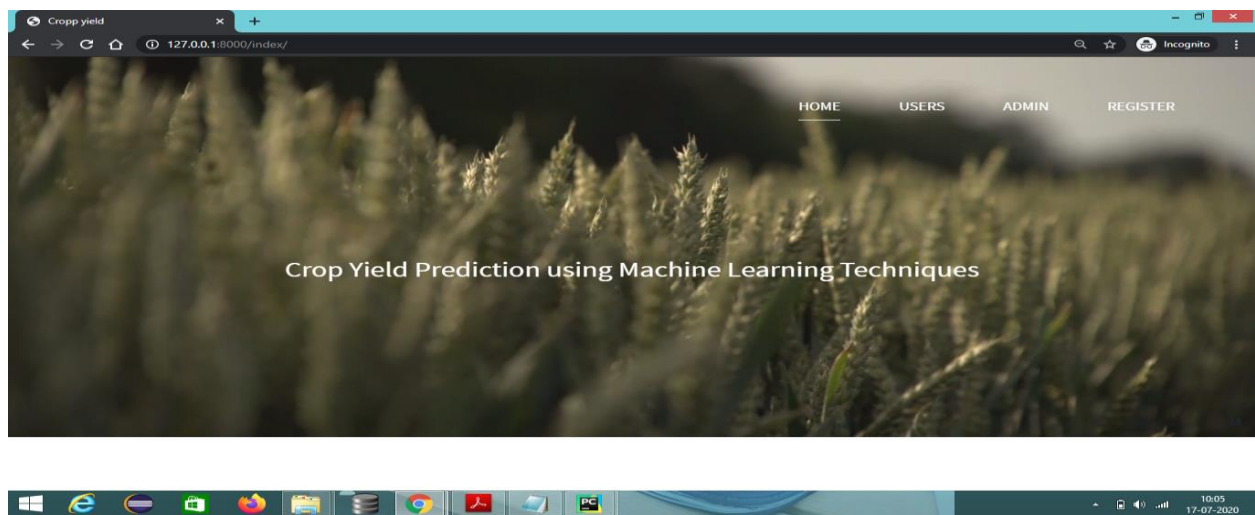 Cropp yield
127.0.0.1:8000/index/
Incognito
HOME USERS ADMIN REGISTER
Crop Yield Prediction using Machine Learning Techniques
PC
10:05
17-07-2020